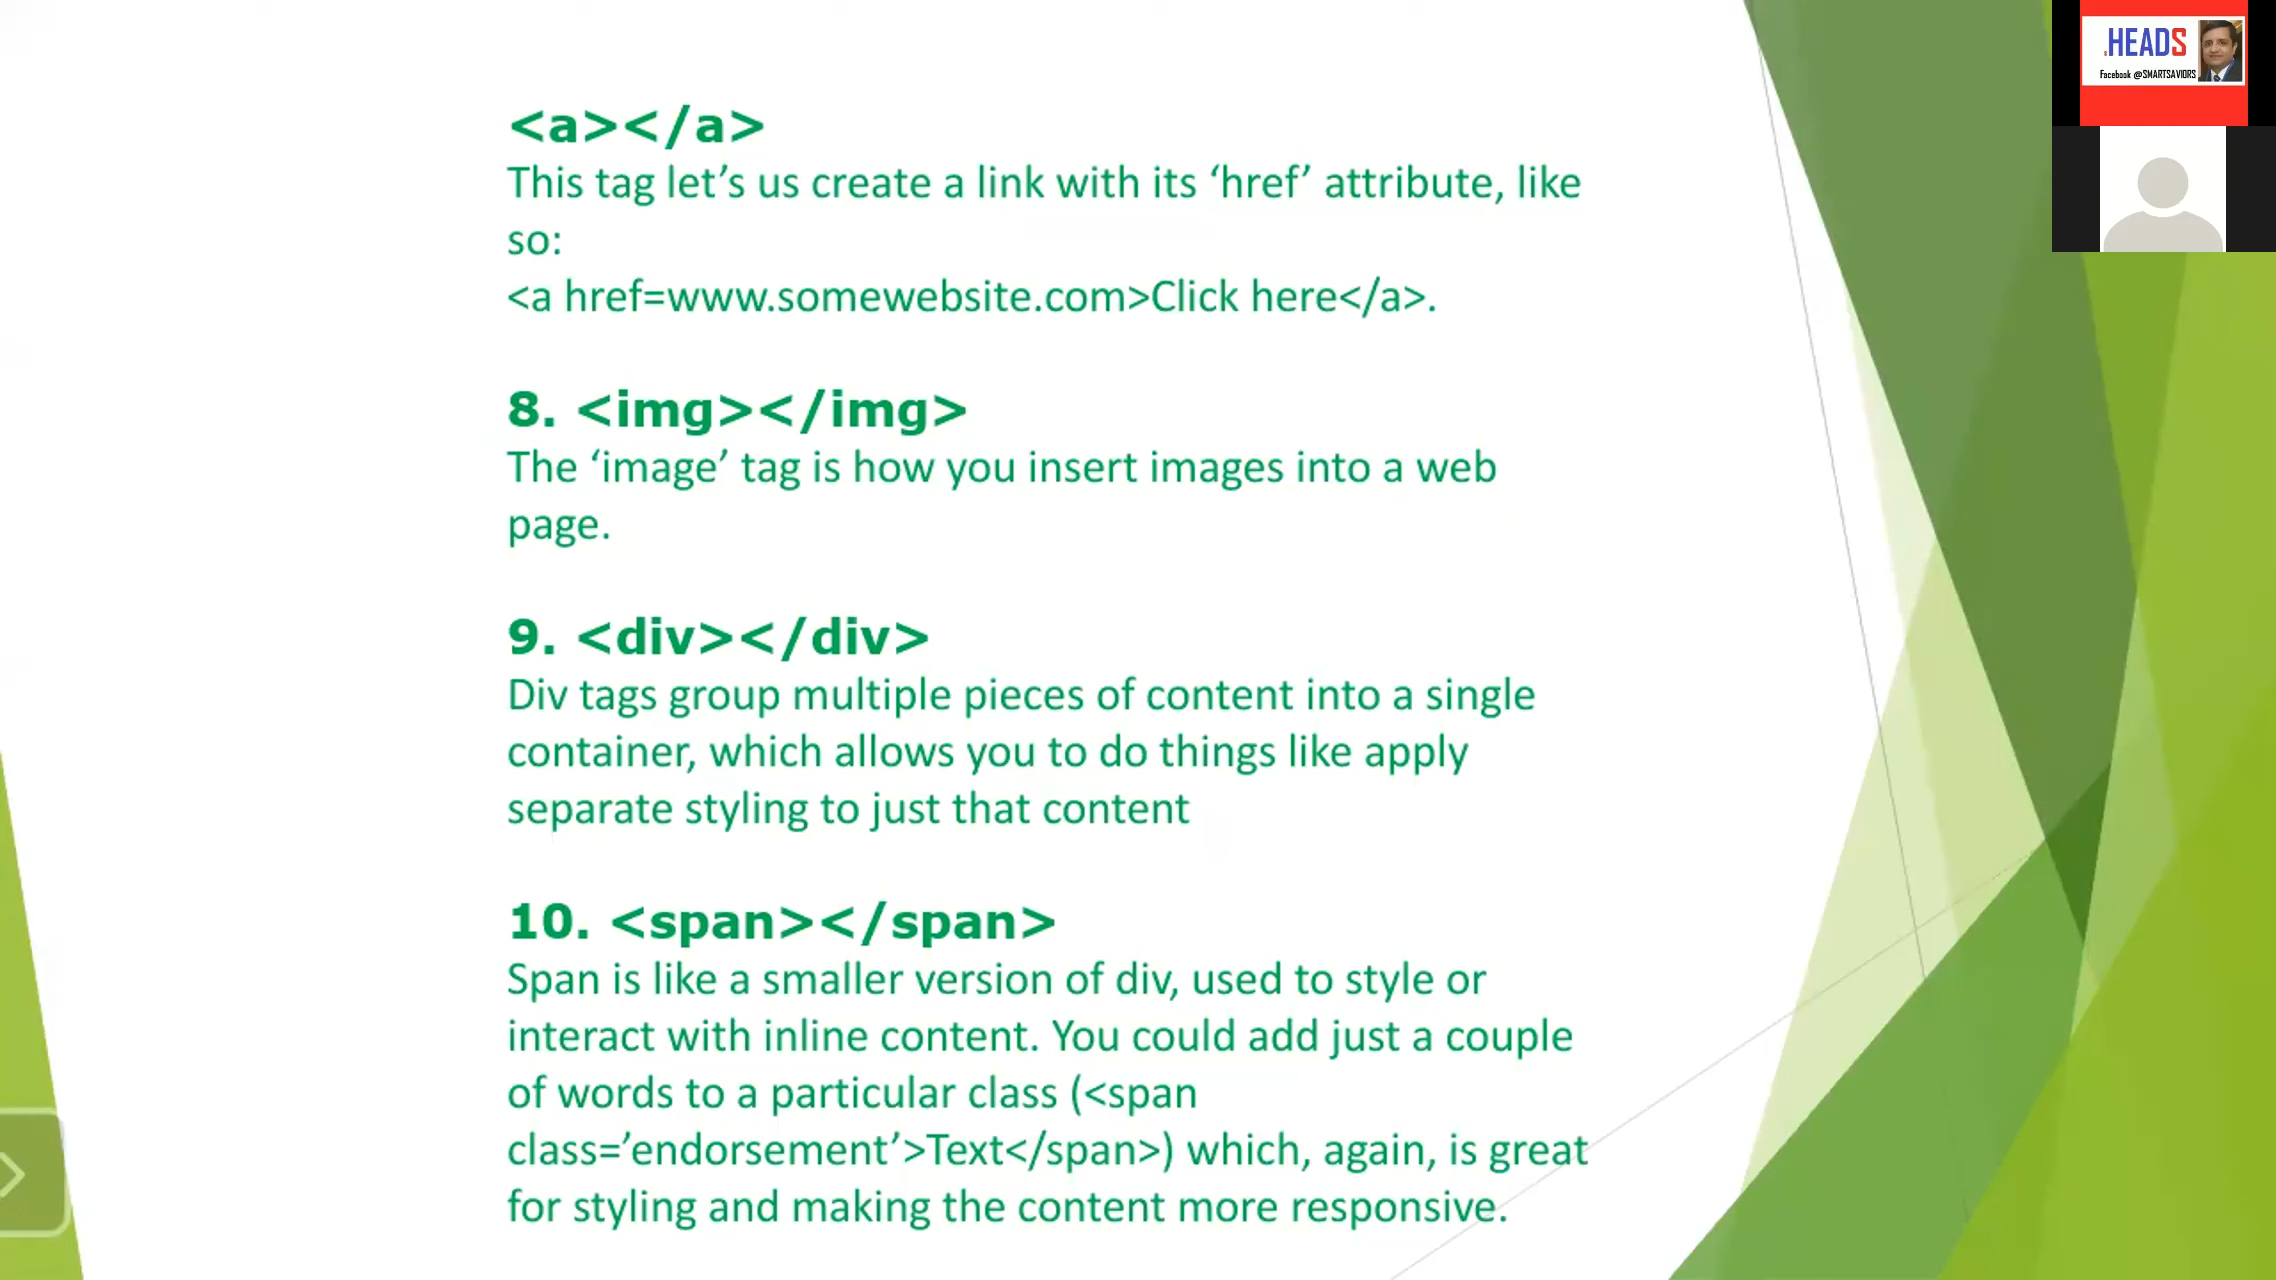 .HEADS
Facebook @SMARTSAVIORS
<a></a>
This tag let’s us create a link with its ‘href’ attribute, like
so:
<a href=www.somewebsite.com>Click here</a>.
8. <img></img>
The ‘image’ tag is how you insert images into a web
page.
9. <div></div>
Div tags group multiple pieces of content into a single
container, which allows you to do things like apply
separate styling to just that content
10. <span></span>
Span is like a smaller version of div, used to style or
interact with inline content. You could add just a couple
of words to a particular class (<span
class=’endorsement’>Text</span>) which, again, is great
for styling and making the content more responsive.